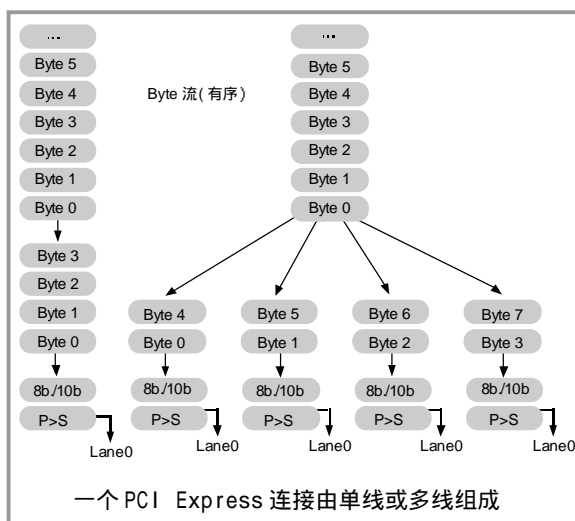 ... ...
Byte 5 Byte 5
Byte 4 Byte流(有序) Byte 4
Byte 3 Byte 3
Byte 2 Byte 2
Byte 1 Byte 1
Byte 0 Byte 0
Byte 3
Byte 2
Byte 1 Byte 4 Byte 5 Byte 6 Byte 7
Byte 0 Byte 0 Byte 1 Byte 2 Byte 3
8b./10b 8b./10b 8b./10b 8b./10b 8b./10b
P>S P>S P>S P>S P>S
Lane0 Lane0 Lane0 Lane0 Lane0
一个 PCI Express 连接由单线或多线组成